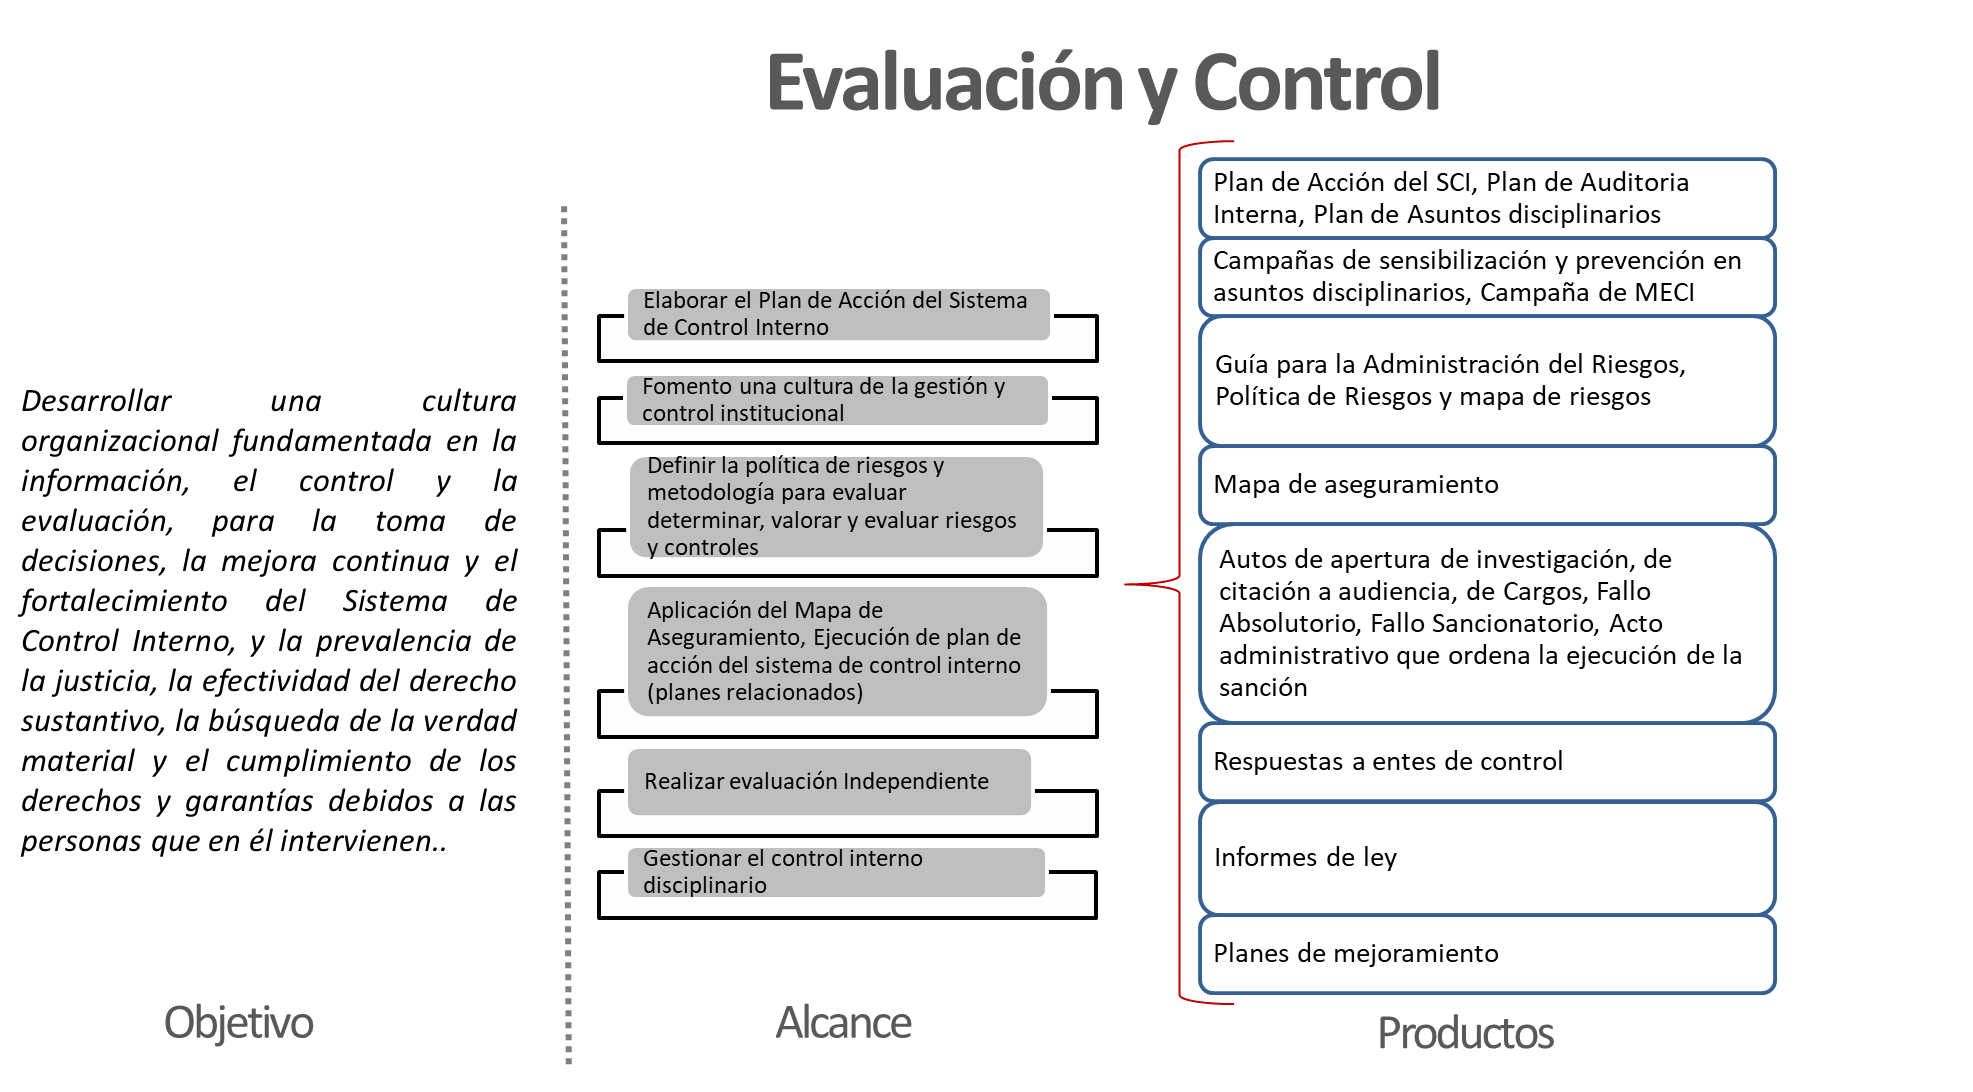 Evaluación y Control
Desarrollar una cultura
organizacional fundamentada en la
información, el control y la
evaluación, para la toma de
decisiones, la mejora continua y el
fortalecimiento del Sistema de
Control Interno, y la prevalencia de
la justicia, la efectividad del derecho
sustantivo, la búsqueda de la verdad
material y el cumplimiento de los
derechos y garantías debidos a las
personas que en él intervienen..
Objetivo
Elaborar el Plan de Acción del Sistema
de Control Interno
Fomento una cultura de la gestión y
control institucional
Definir la política de riesgos y
metodología para evaluar
determinar, valorar y evaluar riesgos
y controles
Aplicación del Mapa de
Aseguramiento, Ejecución de plan de
acción del sistema de control interno
(planes relacionados)
Realizar evaluación Independiente
Gestionar el control interno
disciplinario
Alcance
Plan de Acción del SCI, Plan de Auditoria
Interna, Plan de Asuntos disciplinarios
Campañas de sensibilización y prevención en
asuntos disciplinarios, Campaña de MECI
Guía para la Administración del Riesgos,
Política de Riesgos y mapa de riesgos
Mapa de aseguramiento
Autos de apertura de investigación, de
citación a audiencia, de Cargos, Fallo
Absolutorio, Fallo Sancionatorio, Acto
administrativo que ordena la ejecución de la
sanción
Respuestas a entes de control
Informes de ley
Planes de mejoramiento
Productos